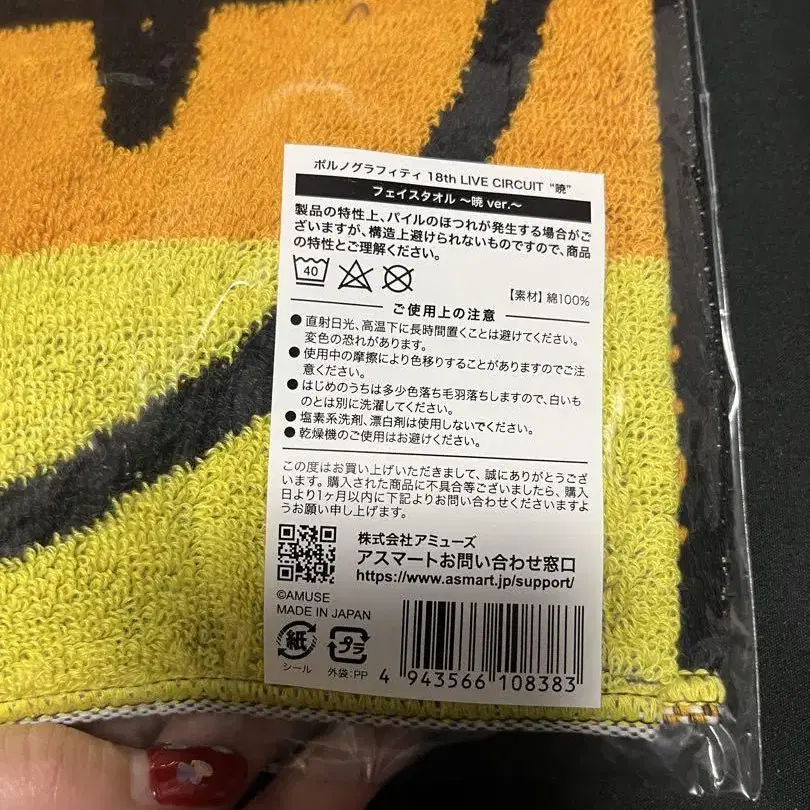 ポルノグラフィティ 18th LIVE CIRCUIT “暁”
フェイスタオル ～暁 ver.～
製品の特性上、パイルのほつれが発生する場合がご
ざいますが、構造上避けられないものですので、商品
の特性とご理解ください。
40
【素材】綿100%
ご使用上の注意
●直射日光、高温下に長時間置くことは避けてください。
変色の恐れがあります。
●使用中の摩擦により色移りすることがありますのでご注
意ください。
●はじめのうちは多少色落ち毛羽落ちしますので、白いも
のとは別に洗濯してください。
●塩素系洗剤、漂白剤は使用しないでください。
●乾燥機のご使用はお避けください。
この度はお買い上げいただきまして、誠にありがとうござ
います。購入された商品に不具合等ございましたら、購入
日より1ヶ月以内に下記よりお問い合わせくださいますよ
うお願い申し上げます。
株式会社アミューズ
アスマートお問い合わせ窓口
https://www.asmart.jp/support/
©AMUSE
MADE IN JAPAN
紙
シール
プラ
外袋:PP
4 943566 108383